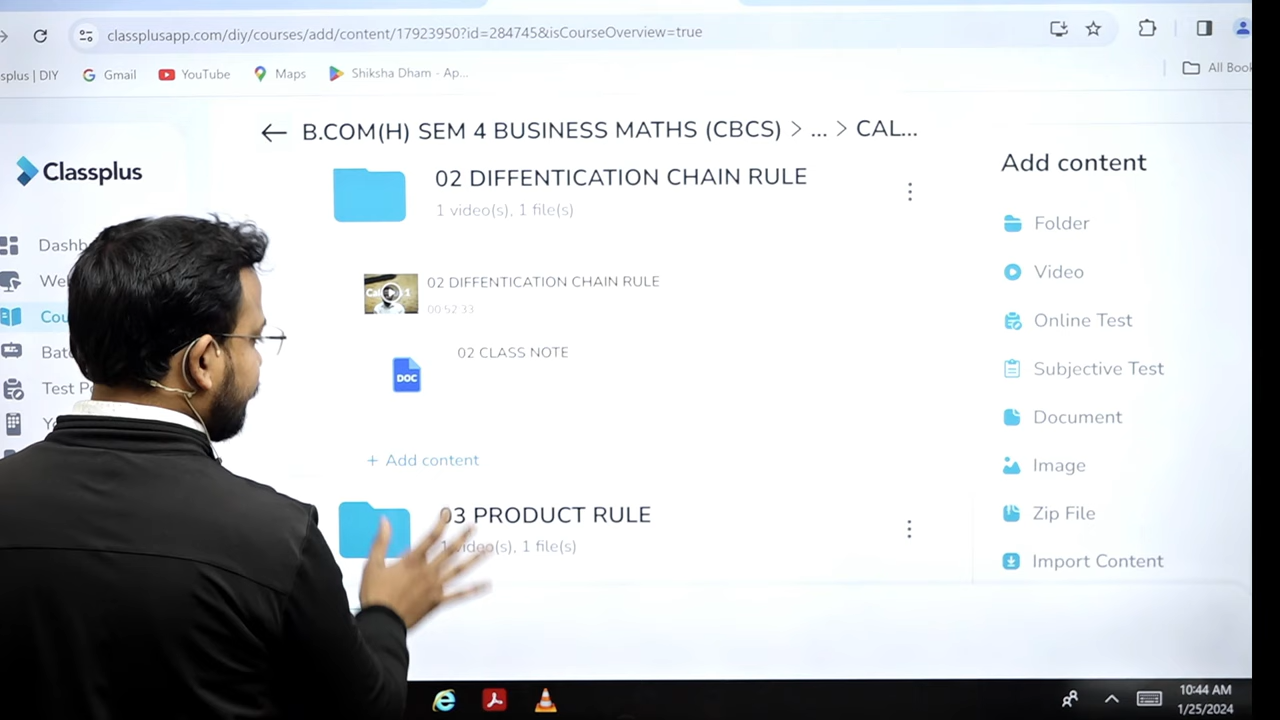 classplusapp.com/diy/courses/add/content/17923950?id=284745&isCourseOverview=true
splus | DIY
Gmail
YouTube
Maps
Shiksha Dham - Ap...
All Book
B.COM(H) SEM 4 BUSINESS MATHS (CBCS) > ... > CAL...
Classplus
Add content
02 DIFFENTICATION CHAIN RULE
1 video(s), 1 file(s)
Folder
Dashb
Video
We
02 DIFFENTICATION CHAIN RULE
00:52:33
Cou
Online Test
Bat
02 CLASS NOTE
DOC
Subjective Test
Test P
Document
+ Add content
Image
03 PRODUCT RULE
1 video(s), 1 file(s)
Zip File
Import Content
10:44 AM
1/25/2024